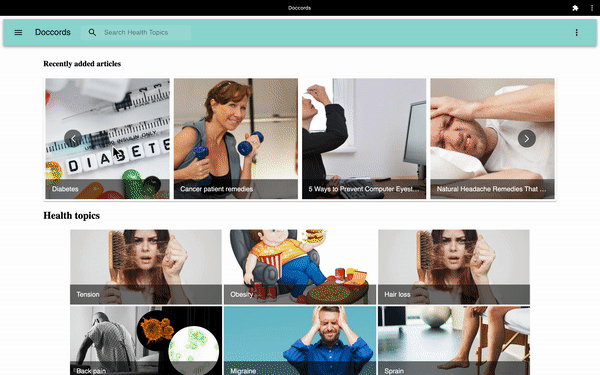 Doccords
Doccords
Search Health Topics
Recently added articles
DIABETE
Diabetes
Cancer patient remedies
5 Ways to Prevent Computer Eyest...
Natural Headache Remedies That ...
Health topics
Tension
Obesity
Hair loss
Back pain
Migraine
Sprain